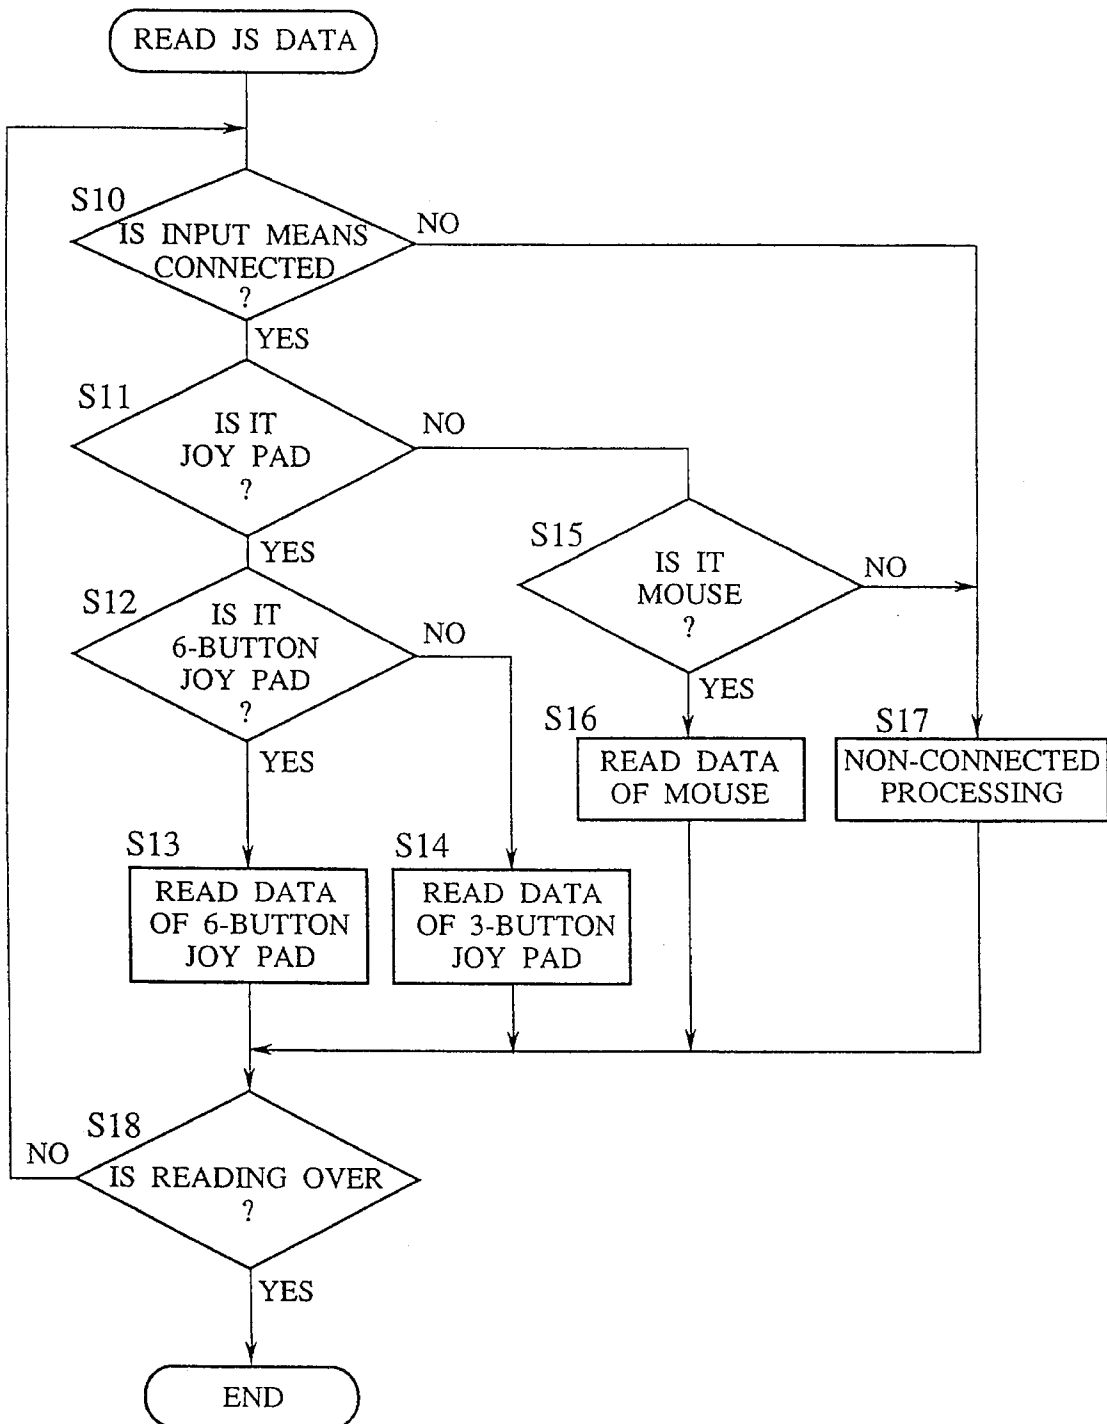 READ JS DATA
S10
IS INPUT MEANS
CONNECTED
?
NO
YES
S11
IS IT
JOY PAD
?
NO
YES
S15
IS IT
MOUSE
?
NO
YES
S12
IS IT
6-BUTTON
JOY PAD
?
NO
YES
S16
READ DATA
OF MOUSE
S17
NON-CONNECTED
PROCESSING
S13
READ DATA
OF 6-BUTTON
JOY PAD
S14
READ DATA
OF 3-BUTTON
JOY PAD
S18
NO
IS READING OVER
?
YES
END